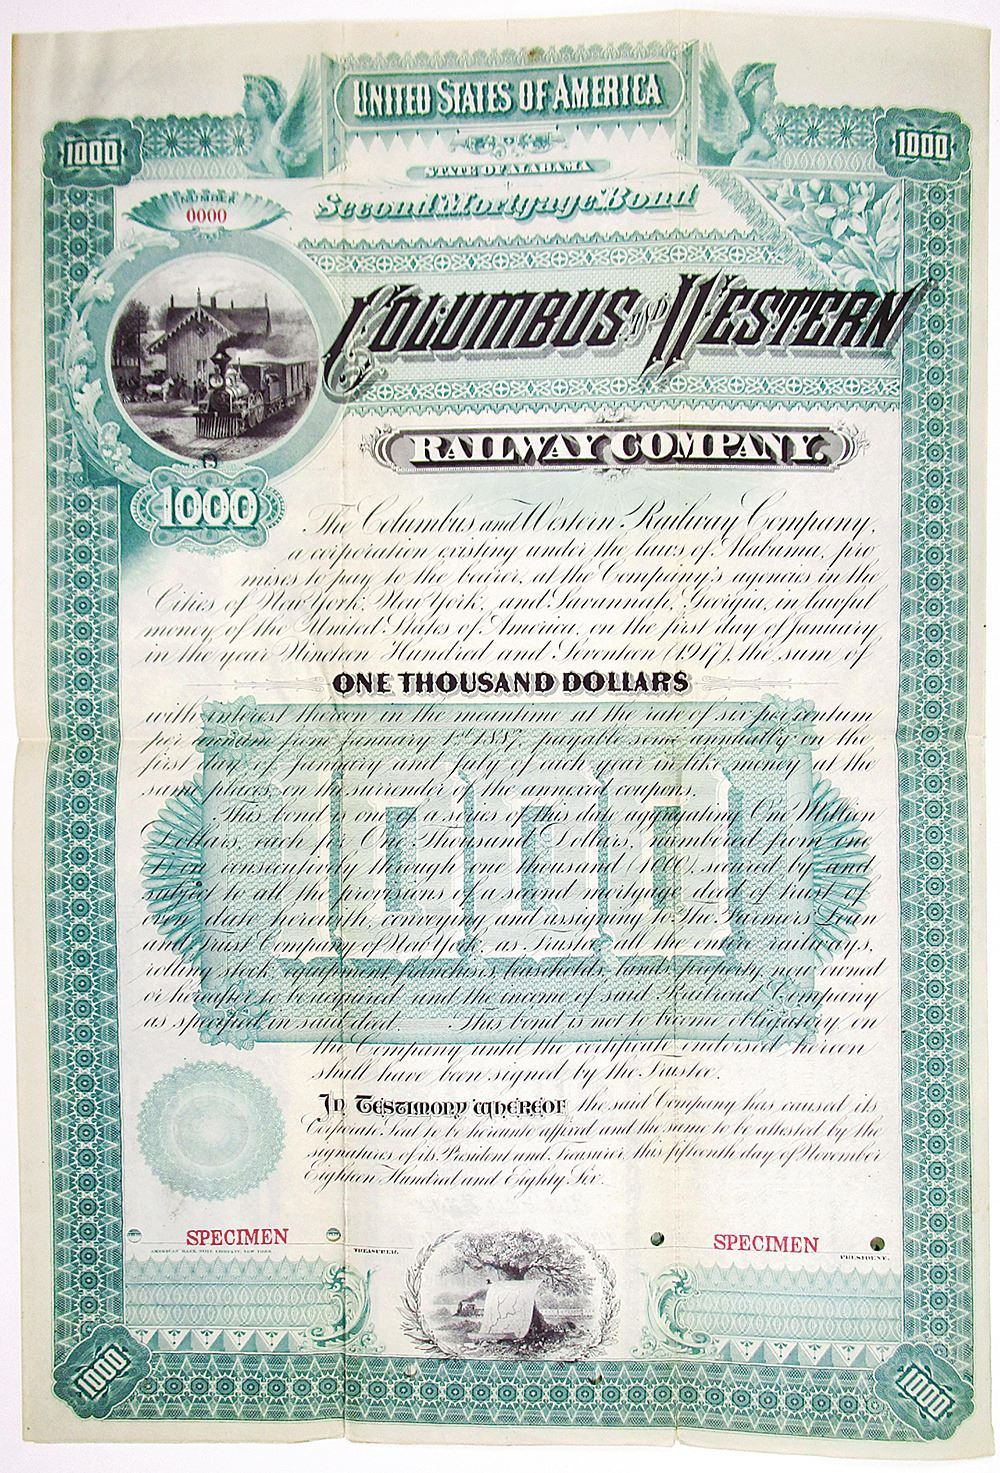 UNITED STATES OF AMERICA
1000
1000
STATE OF ALABAMA
NUMBER
0000
Second Mortgage Bond
COLUMBUS AND WESTERN
RAILWAY COMPANY.
1000
The Columbus and Western Railway Company,
a corporation existing under the laws of Alabama, pro
mises to pay to the bearer, at the Company's agencies in the
Cities of New York, New York, and Savannah, Georgia, in lawful
money of the United States of America, on the first day of January
in the year Nineteen Hundred and Seventeen (1917), the sum of
ONE THOUSAND DOLLARS
with interest thereon in the meantime at the rate of six per centum
per annum from January 1st 1887, payable semi annually on the
first day of January and July of each year in like money at the
same places, on the surrender of the annexed coupons.
This bond is one of a series of this date aggregating One Million
Dollars, each for One Thousand Dollars, numbered from one
consecutively through one thousand (1000), signed by and
subject to all the provisions of a second mortgage deed of trust of
even date herewith, conveying and assigning to The Farmers' Loan
and Trust Company of New York, as Trustee, all the entire railways,
rolling stock, equipment, franchises, leaseholds, lands, property, now owned
or hereafter to be acquired and the income of said Railroad Company
as specified in said deed. This bond is not to become obligatory on
the Company until the certificate endorsed hereon
shall have been signed by the Trustee.
In Testimony whereof the said Company has caused its
Corporate Seal to be hereunto affixed and the same to be attested by the
signatures of its President and Treasurer, this fifteenth day of November
Eighteen Hundred and Eighty Six.
SPECIMEN
SPECIMEN
AMERICAN BANK NOTE COMPANY, NEW YORK.
TREASURER.
PRESIDENT.
1000
1000